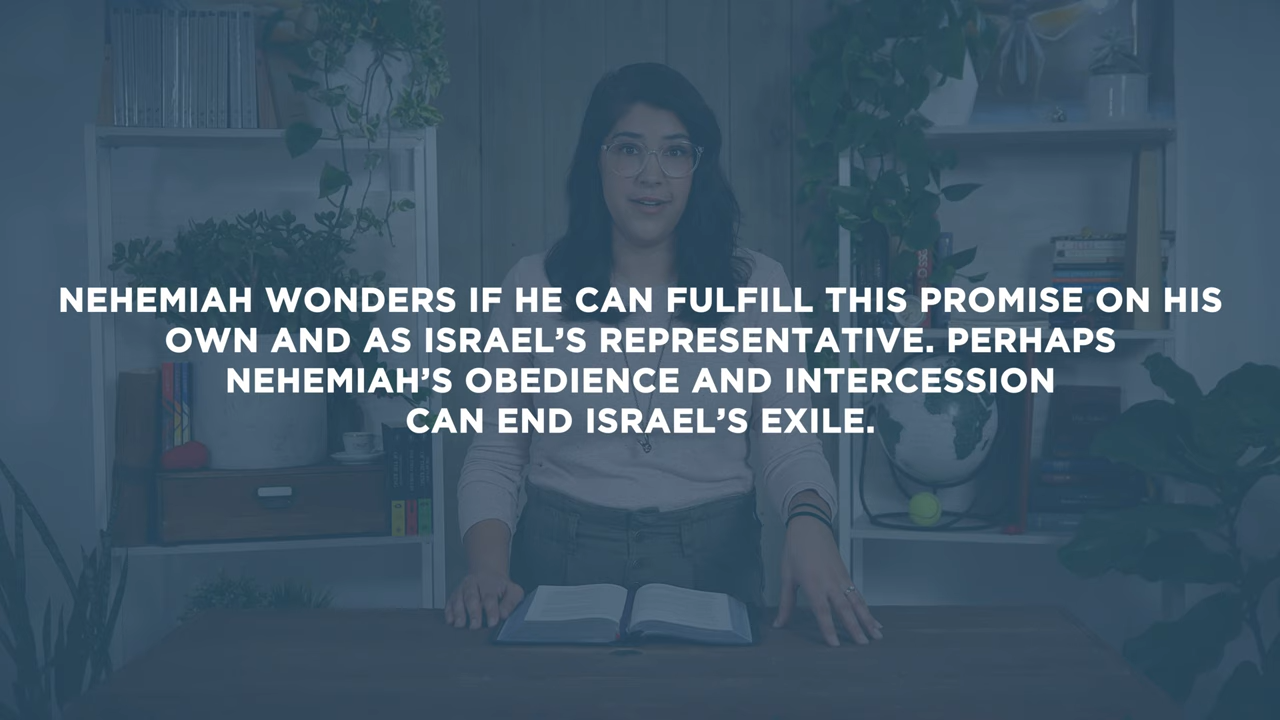 NEHEMIAH WONDERS IF HE CAN FULFILL THIS PROMISE ON HIS
OWN AND AS ISRAEL’S REPRESENTATIVE. PERHAPS
NEHEMIAH’S OBEDIENCE AND INTERCESSION
CAN END ISRAEL’S EXILE.